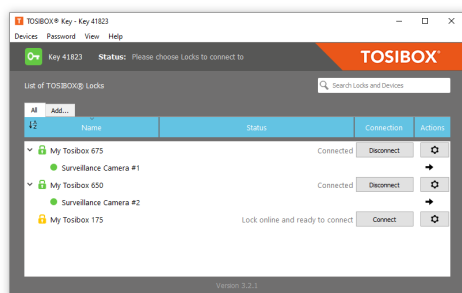 TOSIBOX® Key - Key 41823
Devices Password View Help
Key 41823 Status: Please choose Locks to connect to TOSIBOX®
List of TOSIBOX® Locks Search Locks and Devices
All Add...
Name Status Connection Actions
My Tosibox 675 Connected Disconnect
Surveillance Camera #1
My Tosibox 650 Connected Disconnect
Surveillance Camera #2
My Tosibox 175 Lock online and ready to connect Connect
Version 3.2.1